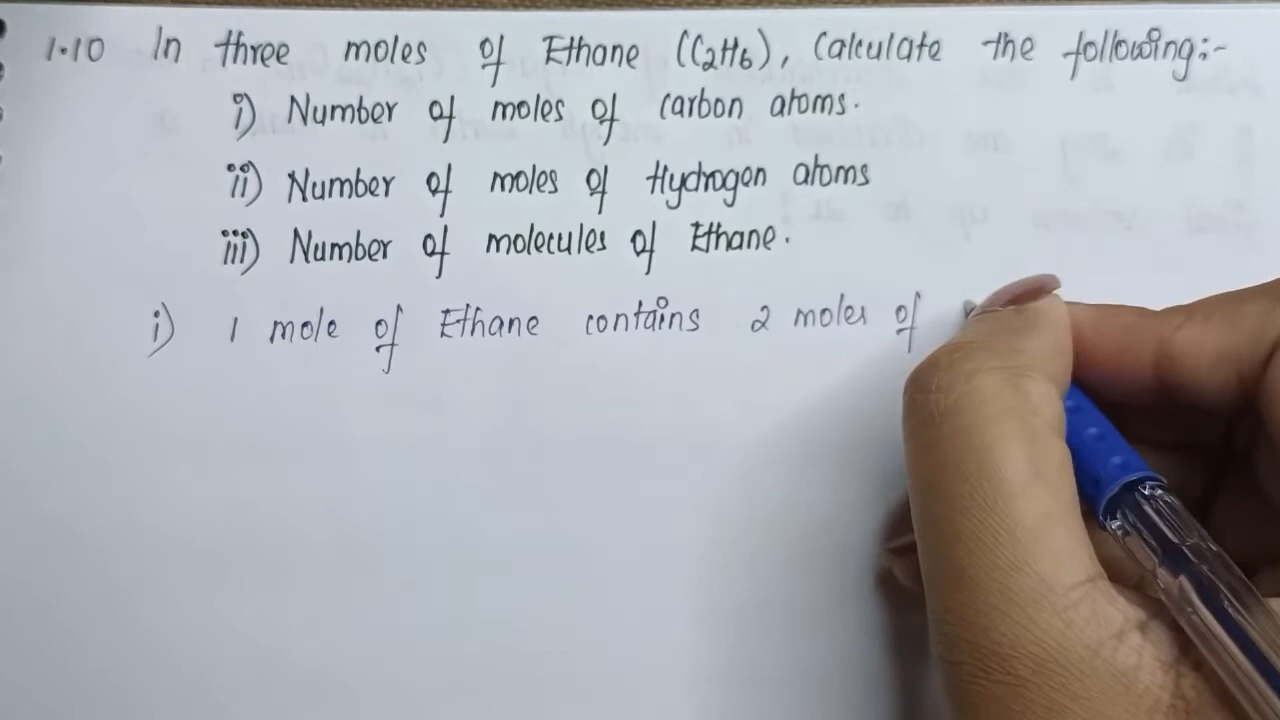 1.10 In three moles of Ethane (C₂H₆), Calculate the following:-
i) Number of moles of carbon atoms.
ii) Number of moles of Hydrogen atoms
iii) Number of molecules of Ethane.
i) 1 mole of Ethane contains 2 moles of